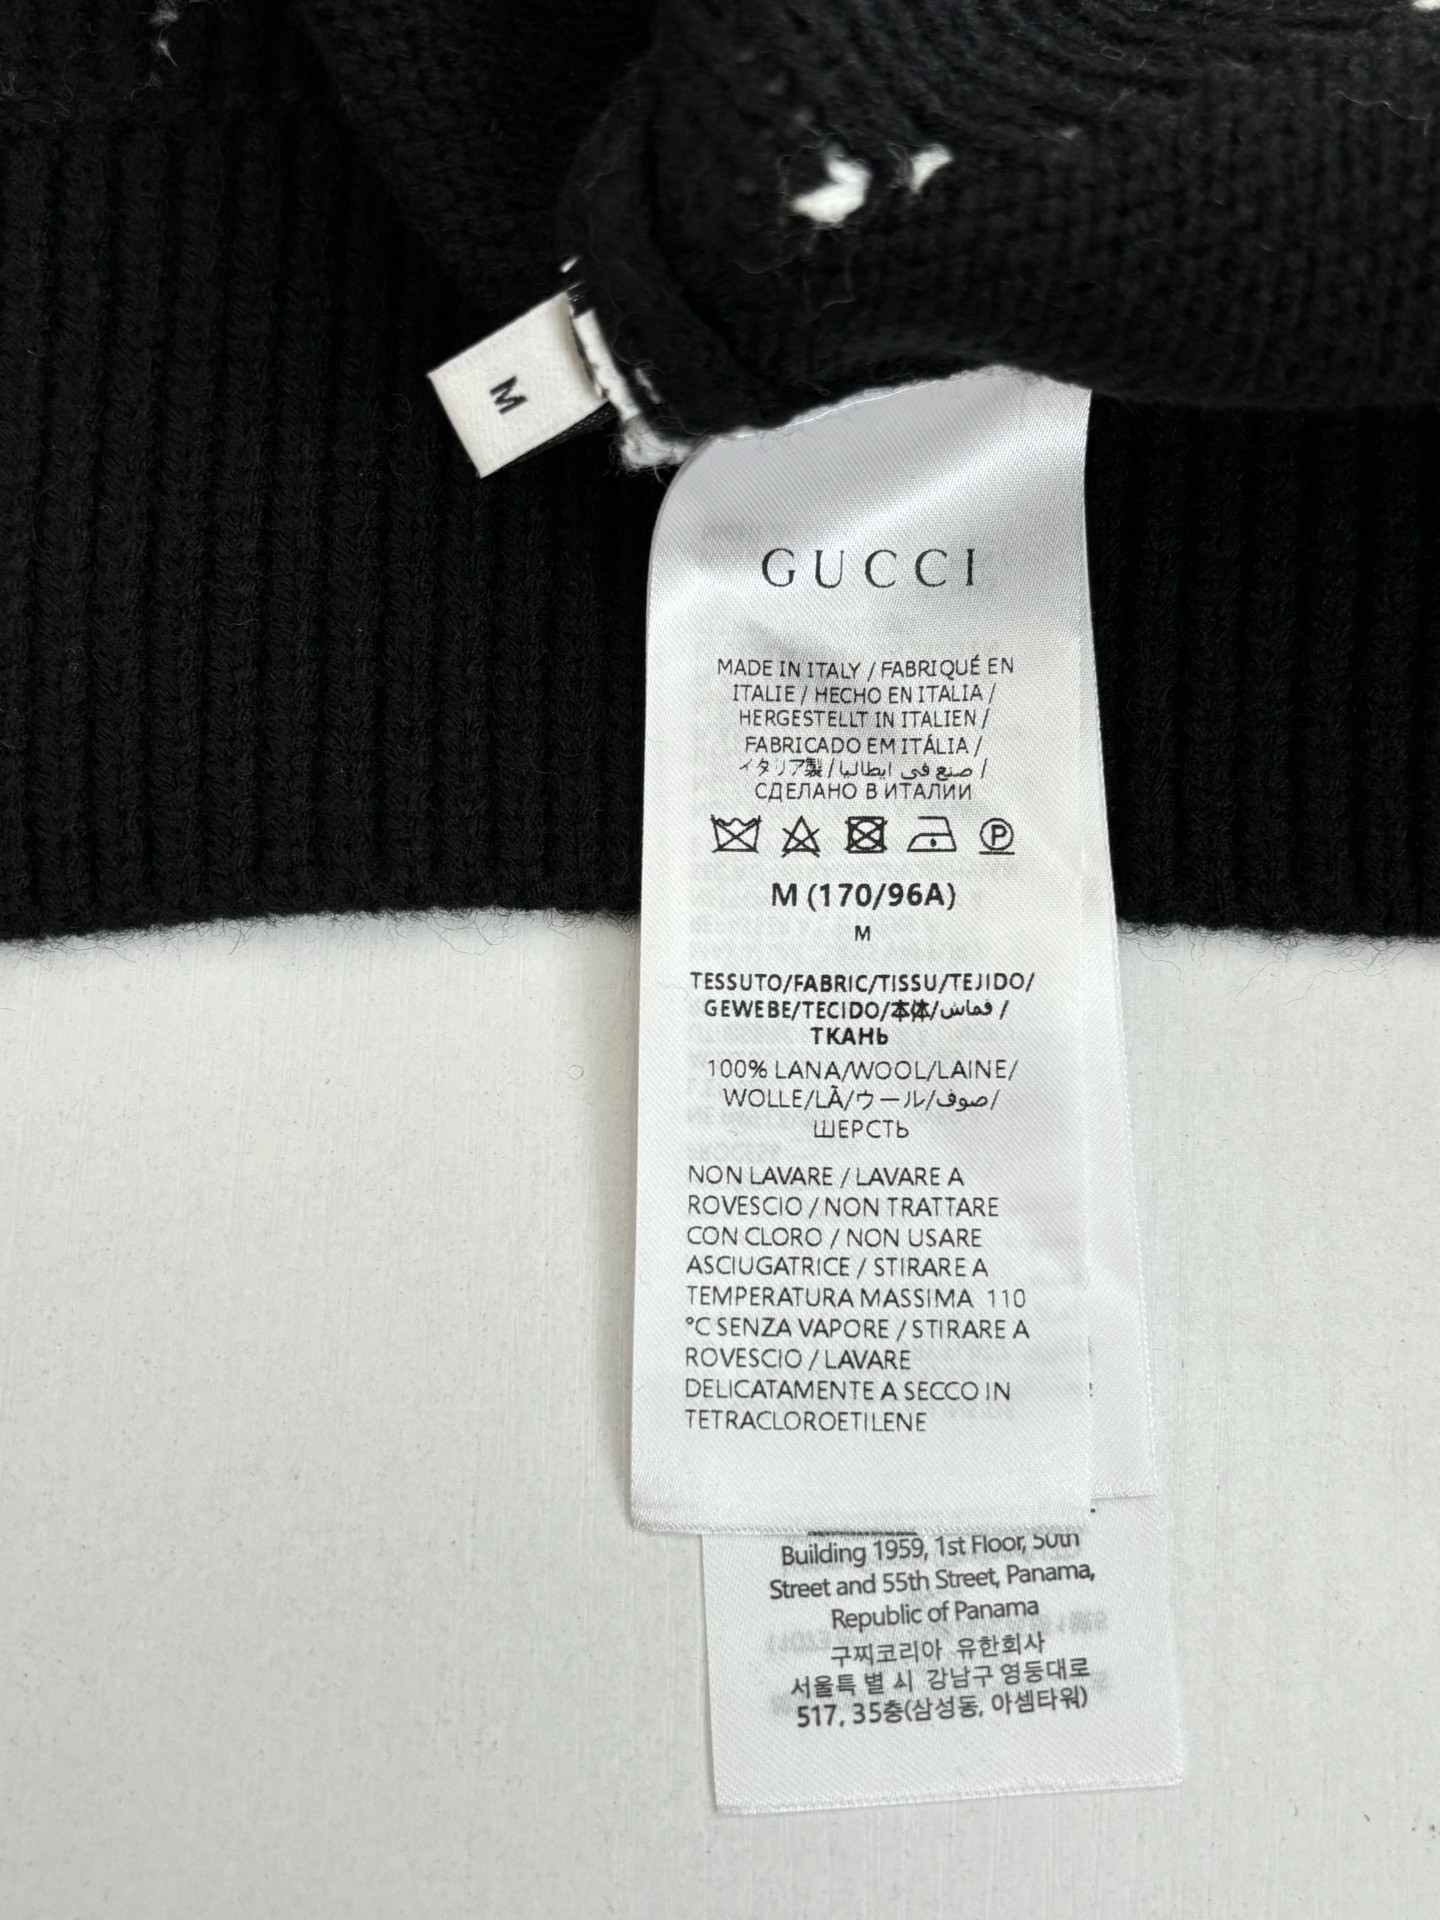 M
GUCCI
MADE IN ITALY / FABRIQUÉ EN
ITALIE / HECHO EN ITALIA /
HERGESTELLT IN ITALIEN /
FABRICADO EM ITÁLIA /
イタリア製 / صنع في ايطاليا /
СДЕЛАНО В ИТАЛИИ
P
M (170/96A)
M
TESSUTO/FABRIC/TISSU/TEJIDO/
GEWEBE/TECIDO/本体/قماش /
ТКАНЬ
100% LANA/WOOL/LAINE/
WOLLE/LÃ/ウール/صوف/
ШЕРСТЬ
NON LAVARE / LAVARE A
ROVESCIO / NON TRATTARE
CON CLORO / NON USARE
ASCIUGATRICE / STIRARE A
TEMPERATURA MASSIMA 110
°C SENZA VAPORE / STIRARE A
ROVESCIO / LAVARE
DELICATAMENTE A SECCO IN
TETRACLOROETILENE
Building 1959, 1st Floor, 50th
Street and 55th Street, Panama,
Republic of Panama
구찌코리아 유한회사
서울특별시 강남구 영동대로
517, 35층(삼성동, 아셈타워)